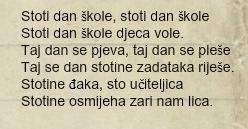 Stoti dan škole, stoti dan škole
Stoti dan škole djeca vole.
Taj dan se pjeva, taj dan se pleše
Taj se dan stotine zadataka riješe.
Stotine đaka, sto učiteljica
Stotine osmijeha zari nam lica.